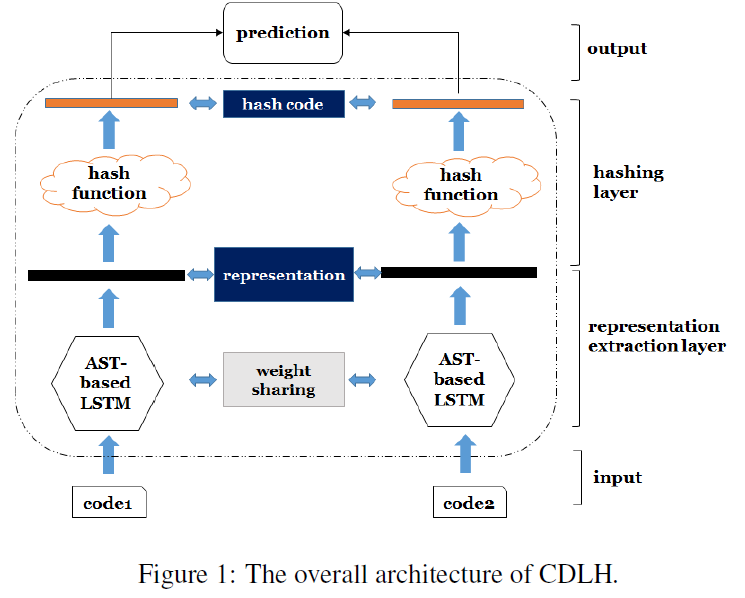 prediction
output
hash code
hash
function
hash
function
hashing
layer
representation
AST-
based
LSTM
weight
sharing
AST-
based
LSTM
representation
extraction layer
code1
code2
input
Figure 1: The overall architecture of CDLH.